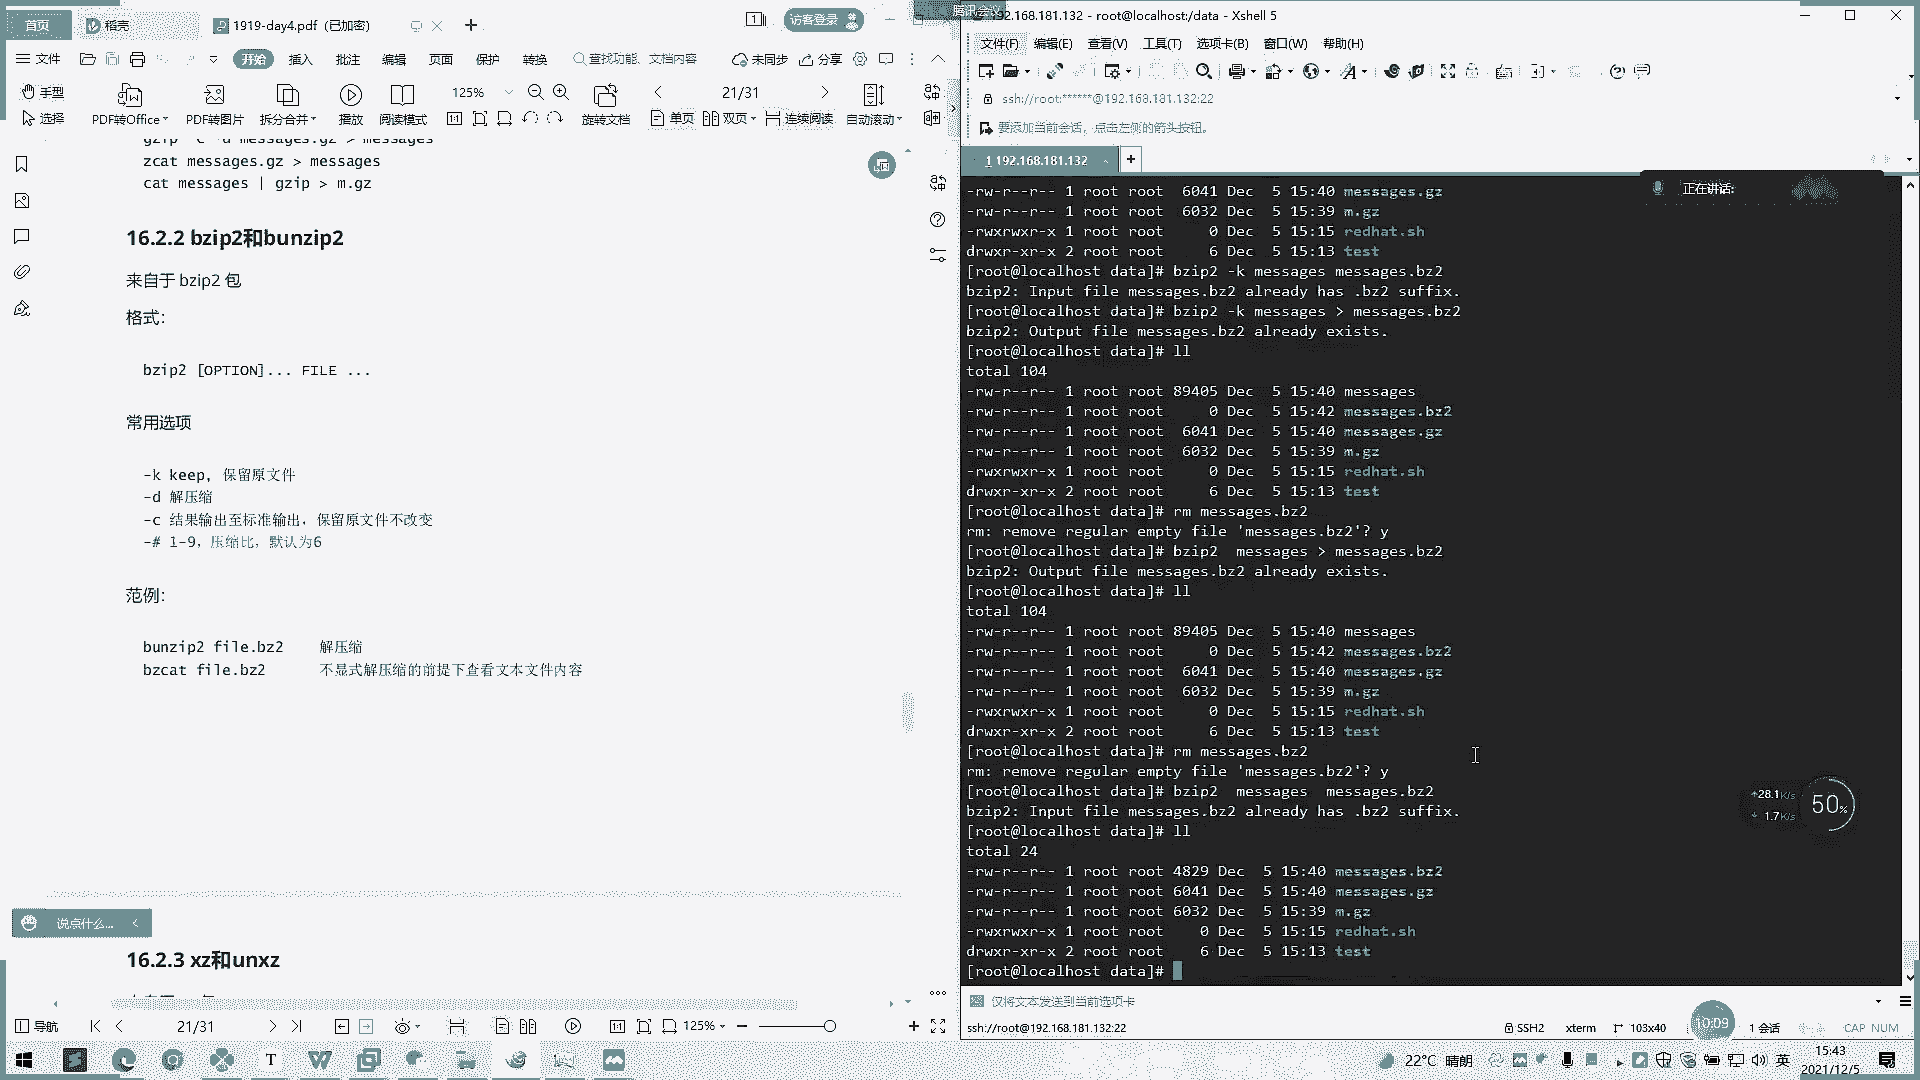 首页
稻壳
1919-day4.pdf (已加密)
访客登录
文件
开始
插入
批注
编辑
页面
保护
转换
查找功能、文档内容
未同步
分享
手型
选择
PDF转Office
PDF转图片
拆分合并
播放
阅读模式
125%
旋转文档
21/31
单页
双页
连续阅读
自动滚动
gzip -c -d messages.gz > messages
zcat messages.gz > messages
cat messages | gzip > m.gz
16.2.2 bzip2和bunzip2
来自于 bzip2 包
格式:
bzip2 [OPTION]... FILE ...
常用选项
-k keep, 保留原文件
-d 解压缩
-c 结果输出至标准输出，保留原文件不改变
-# 1-9，压缩比，默认为6
范例:
bunzip2 file.bz2 解压缩
bzcat file.bz2 不显式解压缩的前提下查看文本文件内容
说点什么...
16.2.3 xz和unxz
导航
21/31
125%
腾讯会议
192.168.181.132 - root@localhost:/data - Xshell 5
文件(F) 编辑(E) 查看(V) 工具(T) 选项卡(B) 窗口(W) 帮助(H)
ssh://root:******@192.168.181.132:22
要添加当前会话，点击左侧的箭头按钮。
1 192.168.181.132
正在讲话:
-rw-r--r-- 1 root root  6041 Dec  5 15:40 messages.gz
-rw-r--r-- 1 root root  6032 Dec  5 15:39 m.gz
-rwxrwxr-x 1 root root     0 Dec  5 15:15 redhat.sh
drwxr-xr-x 2 root root     6 Dec  5 15:13 test
[root@localhost data]# bzip2 -k messages messages.bz2
bzip2: Input file messages.bz2 already has .bz2 suffix.
[root@localhost data]# bzip2 -k messages > messages.bz2
bzip2: Output file messages.bz2 already exists.
[root@localhost data]# ll
total 104
-rw-r--r-- 1 root root 89405 Dec  5 15:40 messages
-rw-r--r-- 1 root root     0 Dec  5 15:42 messages.bz2
-rw-r--r-- 1 root root  6041 Dec  5 15:40 messages.gz
-rw-r--r-- 1 root root  6032 Dec  5 15:39 m.gz
-rwxrwxr-x 1 root root     0 Dec  5 15:15 redhat.sh
drwxr-xr-x 2 root root     6 Dec  5 15:13 test
[root@localhost data]# rm messages.bz2
rm: remove regular empty file 'messages.bz2'? y
[root@localhost data]# bzip2  messages > messages.bz2
bzip2: Output file messages.bz2 already exists.
[root@localhost data]# ll
total 104
-rw-r--r-- 1 root root 89405 Dec  5 15:40 messages
-rw-r--r-- 1 root root     0 Dec  5 15:42 messages.bz2
-rw-r--r-- 1 root root  6041 Dec  5 15:40 messages.gz
-rw-r--r-- 1 root root  6032 Dec  5 15:39 m.gz
-rwxrwxr-x 1 root root     0 Dec  5 15:15 redhat.sh
drwxr-xr-x 2 root root     6 Dec  5 15:13 test
[root@localhost data]# rm messages.bz2
rm: remove regular empty file 'messages.bz2'? y
[root@localhost data]# bzip2  messages  messages.bz2
bzip2: Input file messages.bz2 already has .bz2 suffix.
[root@localhost data]# ll
total 24
-rw-r--r-- 1 root root 4829 Dec  5 15:40 messages.bz2
-rw-r--r-- 1 root root 6041 Dec  5 15:40 messages.gz
-rw-r--r-- 1 root root 6032 Dec  5 15:39 m.gz
-rwxrwxr-x 1 root root    0 Dec  5 15:15 redhat.sh
drwxr-xr-x 2 root root    6 Dec  5 15:13 test
[root@localhost data]#
28.1K/s
1.7K/s
50%
仅将文本发送到当前选项卡
ssh://root@192.168.181.132:22
10:09
SSH2
xterm
103x40
1 会话
CAP NUM
22°C 晴朗
英
15:43
2021/12/5